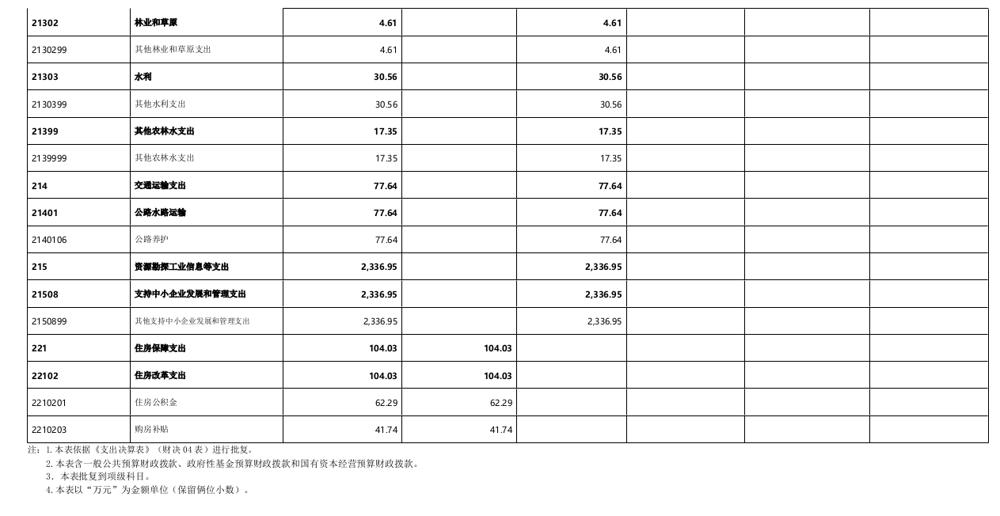 21302 林业和草原 4.61 4.61
2130299 其他林业和草原支出 4.61 4.61
21303 水利 30.56 30.56
2130399 其他水利支出 30.56 30.56
21399 其他农林水支出 17.35 17.35
2139999 其他农林水支出 17.35 17.35
214 交通运输支出 77.64 77.64
21401 公路水路运输 77.64 77.64
2140106 公路养护 77.64 77.64
215 资源勘探工业信息等支出 2,336.95 2,336.95
21508 支持中小企业发展和管理支出 2,336.95 2,336.95
2150899 其他支持中小企业发展和管理支出 2,336.95 2,336.95
221 住房保障支出 104.03 104.03
22102 住房改革支出 104.03 104.03
2210201 住房公积金 62.29 62.29
2210203 购房补贴 41.74 41.74
注：1.本表依据《支出决算表》（财决04表）进行批复。
2.本表含一般公共预算财政拨款、政府性基金预算财政拨款和国有资本经营预算财政拨款。
3．本表批复到项级科目。
4.本表以“万元”为金额单位（保留俩位小数）。